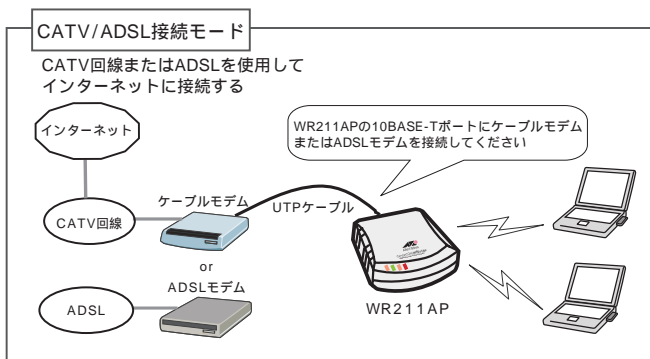 CATV/ADSL接続モード
CATV回線またはADSLを使用して
インターネットに接続する
インターネット
WR211APの10BASE-Tポートにケーブルモデム
またはADSLモデムを接続してください
ケーブルモデム
UTPケーブル
CATV回線
or
ADSLモデム
ADSL
WR211AP